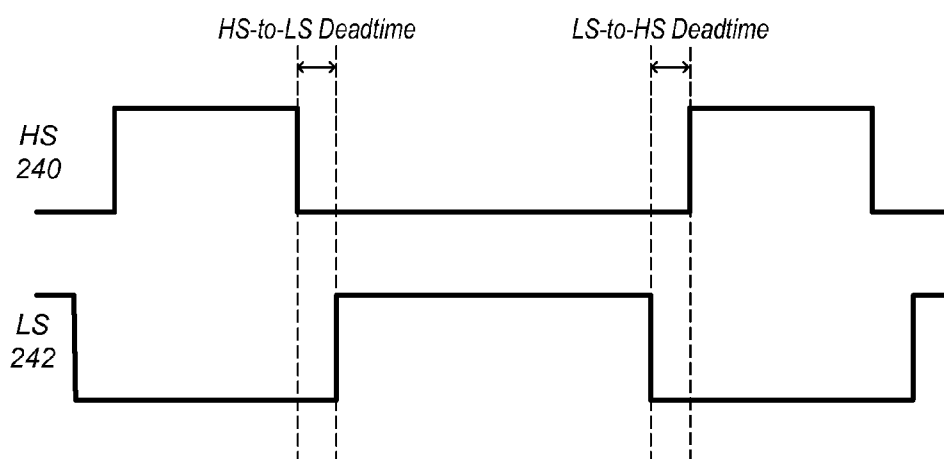 HS-to-LS Deadtime
LS-to-HS Deadtime
HS
240
LS
242